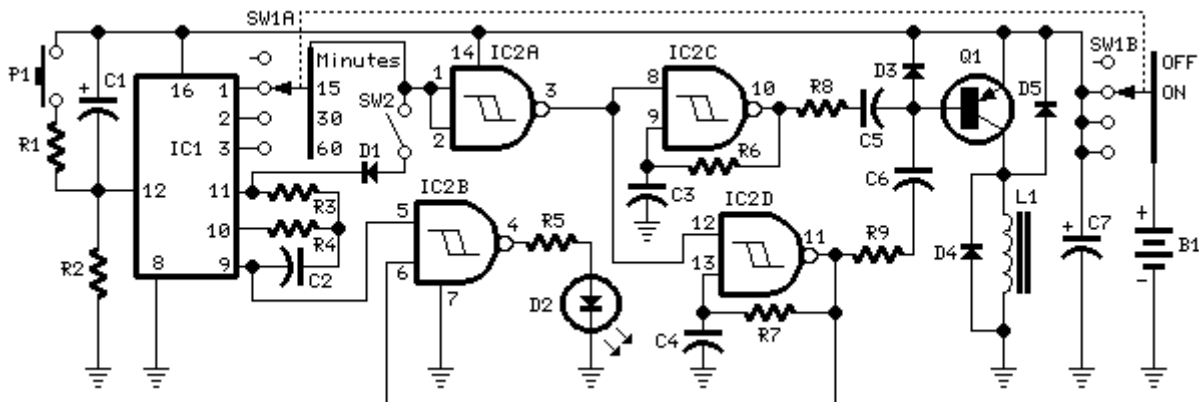 SW1A
P1
C1
+
16
1
2
3
IC1
12
11
10
9
8
R1
R2
Minutes
15
30
60
SW2
D1
R3
R4
C2
14
IC2A
1
2
3
IC2B
5
6
4
7
R5
D2
IC2C
8
9
10
R6
C3
R8
+
C5
IC2D
12
13
11
R7
C4
R9
C6
D3
Q1
D5
D4
L1
+
C7
SW1B
OFF
ON
+
B1
-